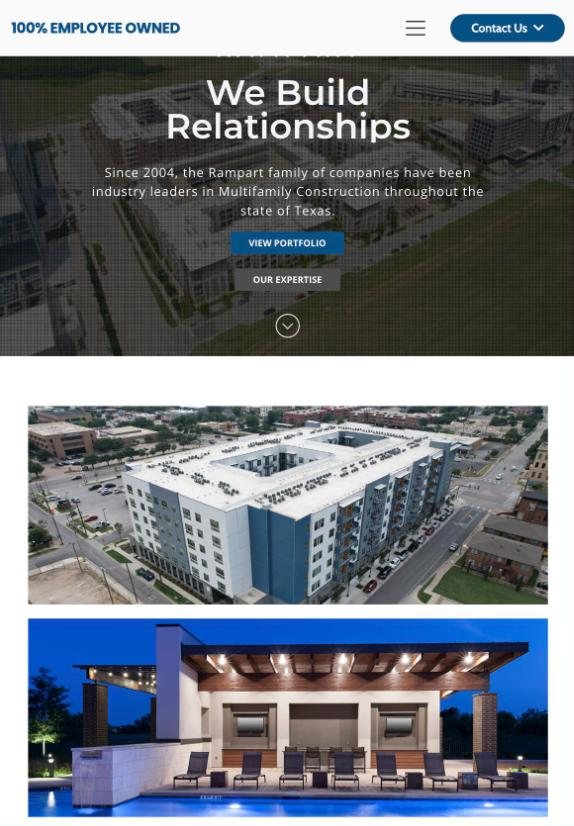 100% EMPLOYEE OWNED
Contact Us
We Build
Relationships
Since 2004, the Rampart family of companies have been
industry leaders in Multifamily Construction throughout the
state of Texas.
VIEW PORTFOLIO
OUR EXPERTISE